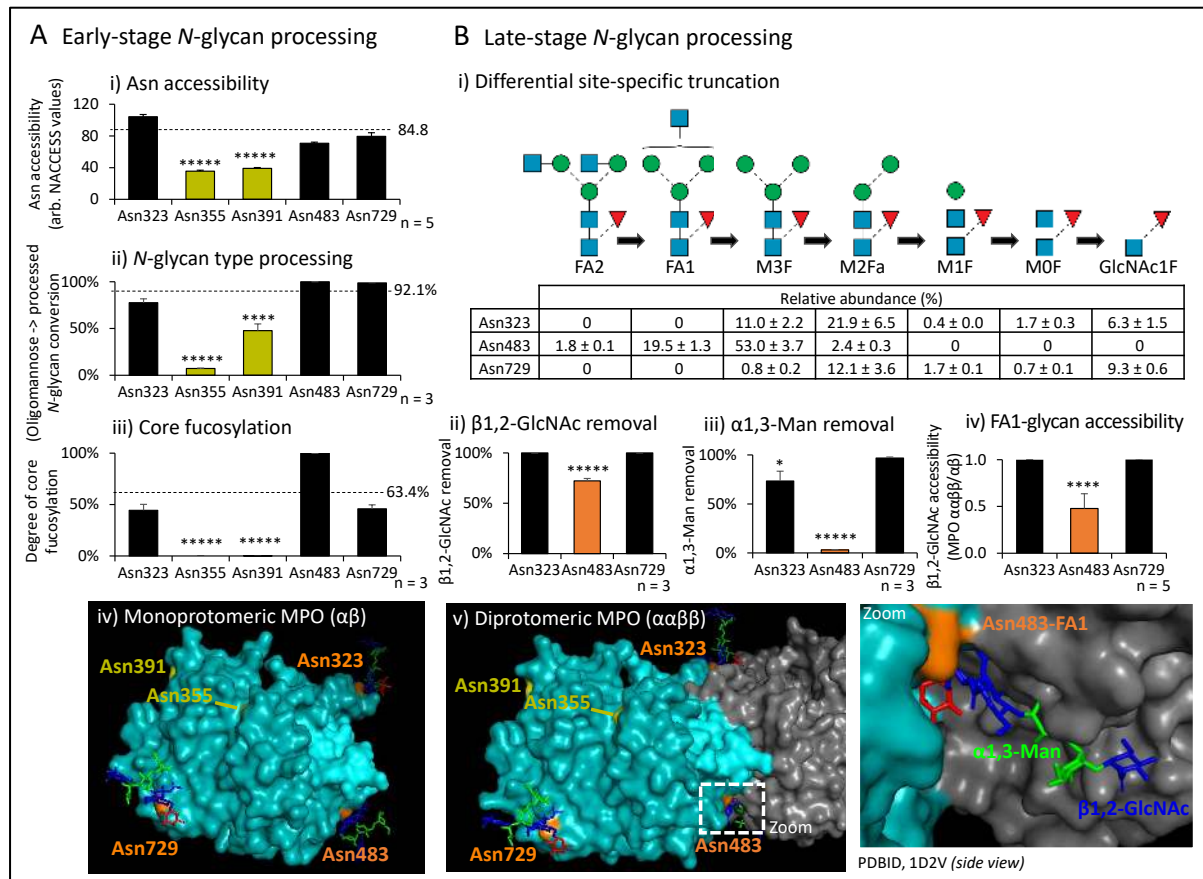 A Early-stage N-glycan processing
i) Asn accessibility
Asn accessibility
(arb. NACCESS values)
120
80
40
0
84.8
*****
*****
Asn323 Asn355 Asn391 Asn483 Asn729
n = 5
ii) N-glycan type processing
(Oligomannose -> processed
N-glycan conversion
100%
50%
0%
92.1%
*****
****
Asn323 Asn355 Asn391 Asn483 Asn729
n = 3
iii) Core fucosylation
Degree of core
fucosylation
100%
50%
0%
63.4%
*****
*****
Asn323 Asn355 Asn391 Asn483 Asn729
n = 3
iv) Monoprotomeric MPO (αβ)
Asn391
Asn355
Asn323
Asn729
Asn483
B Late-stage N-glycan processing
i) Differential site-specific truncation
FA2 FA1 M3F M2Fa M1F M0F GlcNAc1F
Relative abundance (%)
Asn323 0 0 11.0 ± 2.2 21.9 ± 6.5 0.4 ± 0.0 1.7 ± 0.3 6.3 ± 1.5
Asn483 1.8 ± 0.1 19.5 ± 1.3 53.0 ± 3.7 2.4 ± 0.3 0 0 0
Asn729 0 0 0.8 ± 0.2 12.1 ± 3.6 1.7 ± 0.1 0.7 ± 0.1 9.3 ± 0.6
ii) β1,2-GlcNAc removal
β1,2-GlcNAc removal
100%
50%
0%
*****
Asn323 Asn483 Asn729
n = 3
iii) α1,3-Man removal
α1,3-Man removal
100%
50%
0%
*
*****
Asn323 Asn483 Asn729
n = 3
iv) FA1-glycan accessibility
β1,2-GlcNAc accessibility
(MPO ααββ/αβ)
1.0
0.5
0.0
****
Asn323 Asn483 Asn729
n = 5
v) Diprotomeric MPO (ααββ)
Asn323
Asn391
Asn355
Asn729
Asn483
Zoom
Zoom
Asn483-FA1
α1,3-Man
β1,2-GlcNAc
PDBID, 1D2V (side view)